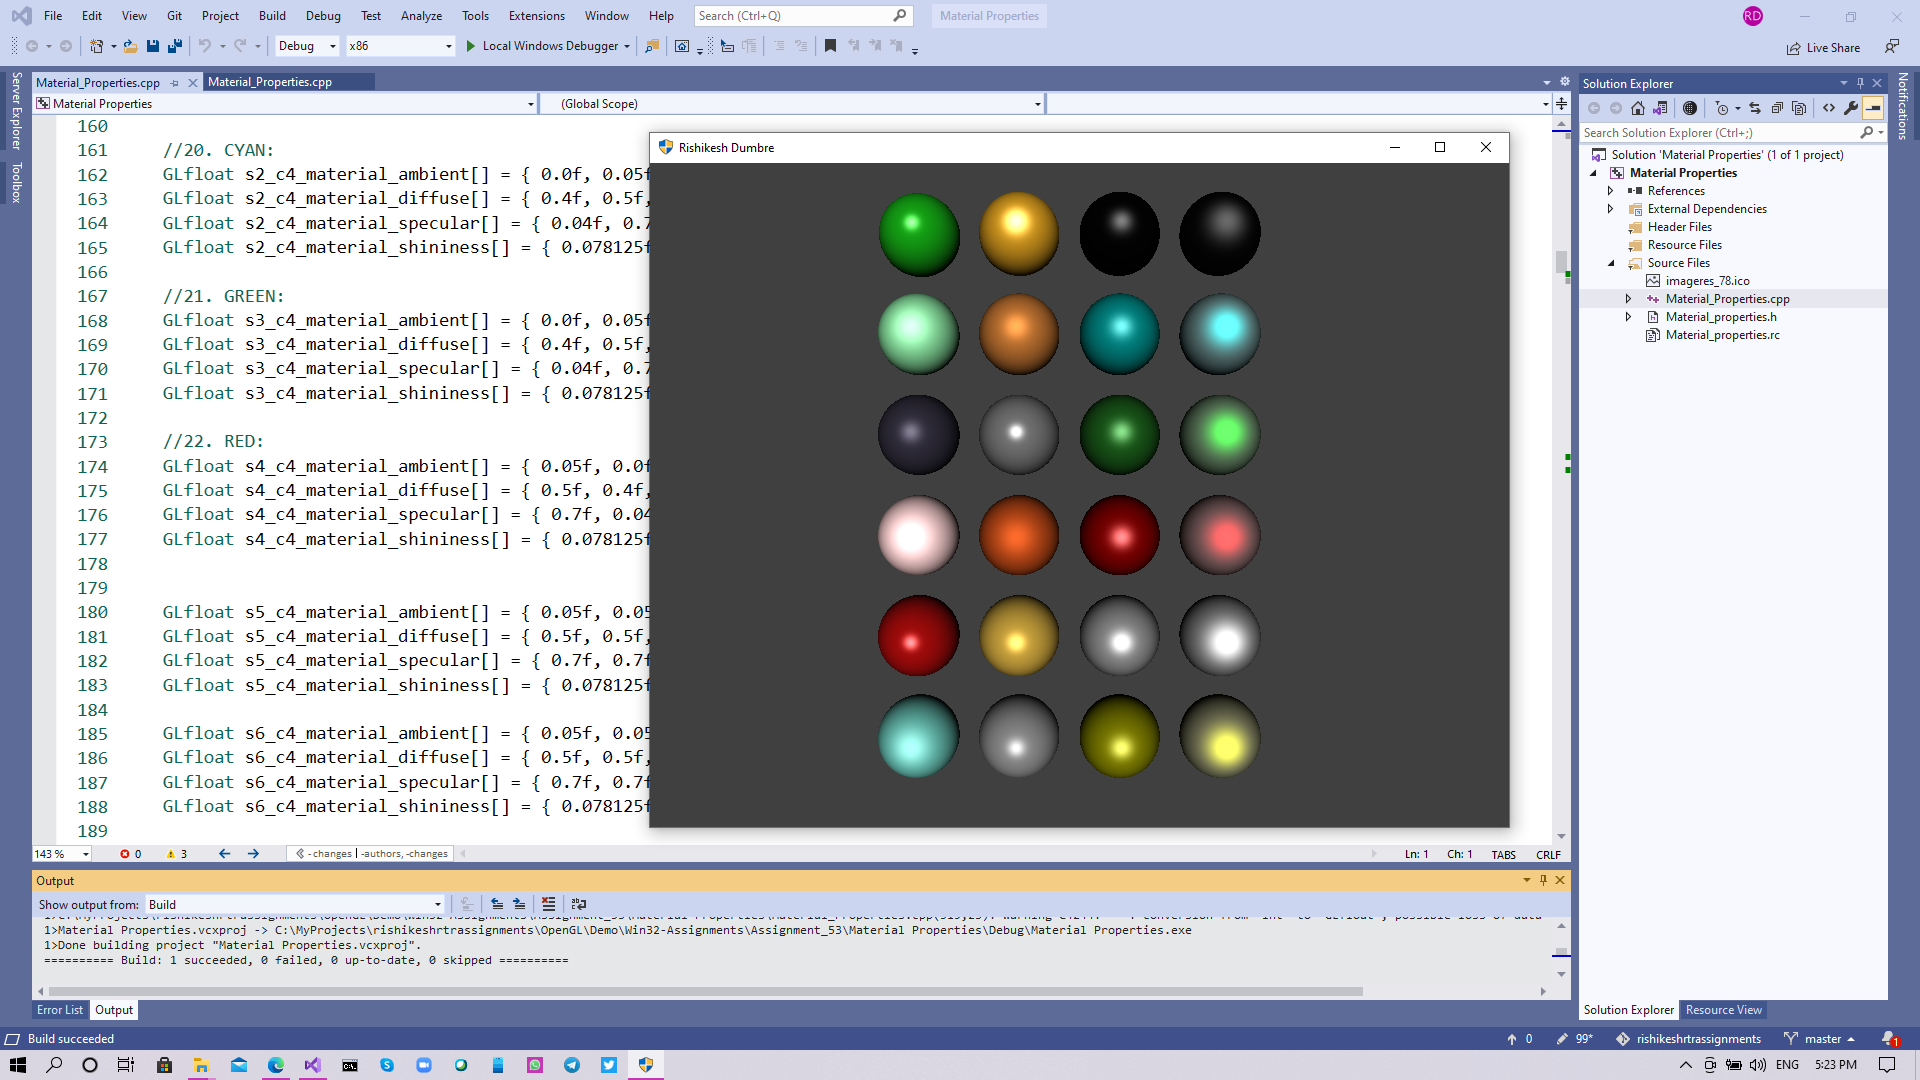 File Edit View Git Project Build Debug Test Analyze Tools Extensions Window Help Search (Ctrl+Q) Material Properties RD
Debug x86 Local Windows Debugger Live Share
Server Explorer
Toolbox
Notifications
Material_Properties.cpp Material_Properties.cpp
Material Properties (Global Scope)
160
161 //20. CYAN:
162 GLfloat s2_c4_material_ambient[] = { 0.0f, 0.05f
163 GLfloat s2_c4_material_diffuse[] = { 0.4f, 0.5f,
164 GLfloat s2_c4_material_specular[] = { 0.04f, 0.7
165 GLfloat s2_c4_material_shininess[] = { 0.078125f
166
167 //21. GREEN:
168 GLfloat s3_c4_material_ambient[] = { 0.0f, 0.05f
169 GLfloat s3_c4_material_diffuse[] = { 0.4f, 0.5f,
170 GLfloat s3_c4_material_specular[] = { 0.04f, 0.7
171 GLfloat s3_c4_material_shininess[] = { 0.078125f
172
173 //22. RED:
174 GLfloat s4_c4_material_ambient[] = { 0.05f, 0.0f
175 GLfloat s4_c4_material_diffuse[] = { 0.5f, 0.4f,
176 GLfloat s4_c4_material_specular[] = { 0.7f, 0.04
177 GLfloat s4_c4_material_shininess[] = { 0.078125f
178
179
180 GLfloat s5_c4_material_ambient[] = { 0.05f, 0.05
181 GLfloat s5_c4_material_diffuse[] = { 0.5f, 0.5f,
182 GLfloat s5_c4_material_specular[] = { 0.7f, 0.7f
183 GLfloat s5_c4_material_shininess[] = { 0.078125f
184
185 GLfloat s6_c4_material_ambient[] = { 0.05f, 0.05
186 GLfloat s6_c4_material_diffuse[] = { 0.5f, 0.5f,
187 GLfloat s6_c4_material_specular[] = { 0.7f, 0.7f
188 GLfloat s6_c4_material_shininess[] = { 0.078125f
189
Rishikesh Dumbre
143 % 0 3 - changes | -authors, -changes Ln: 1 Ch: 1 TABS CRLF
Solution Explorer
Search Solution Explorer (Ctrl+;)
Solution 'Material Properties' (1 of 1 project)
Material Properties
References
External Dependencies
Header Files
Resource Files
Source Files
imageres_78.ico
Material_Properties.cpp
Material_properties.h
Material_properties.rc
Solution Explorer Resource View
Output
Show output from: Build
1>Material Properties.vcxproj -> C:\MyProjects\rishikeshrtrassignments\OpenGL\Demo\Win32-Assignments\Assignment_53\Material Properties\Debug\Material Properties.exe
1>Done building project "Material Properties.vcxproj".
========== Build: 1 succeeded, 0 failed, 0 up-to-date, 0 skipped ==========
Error List Output
Build succeeded 0 99* rishikeshrtrassignments master 1
ENG 5:23 PM